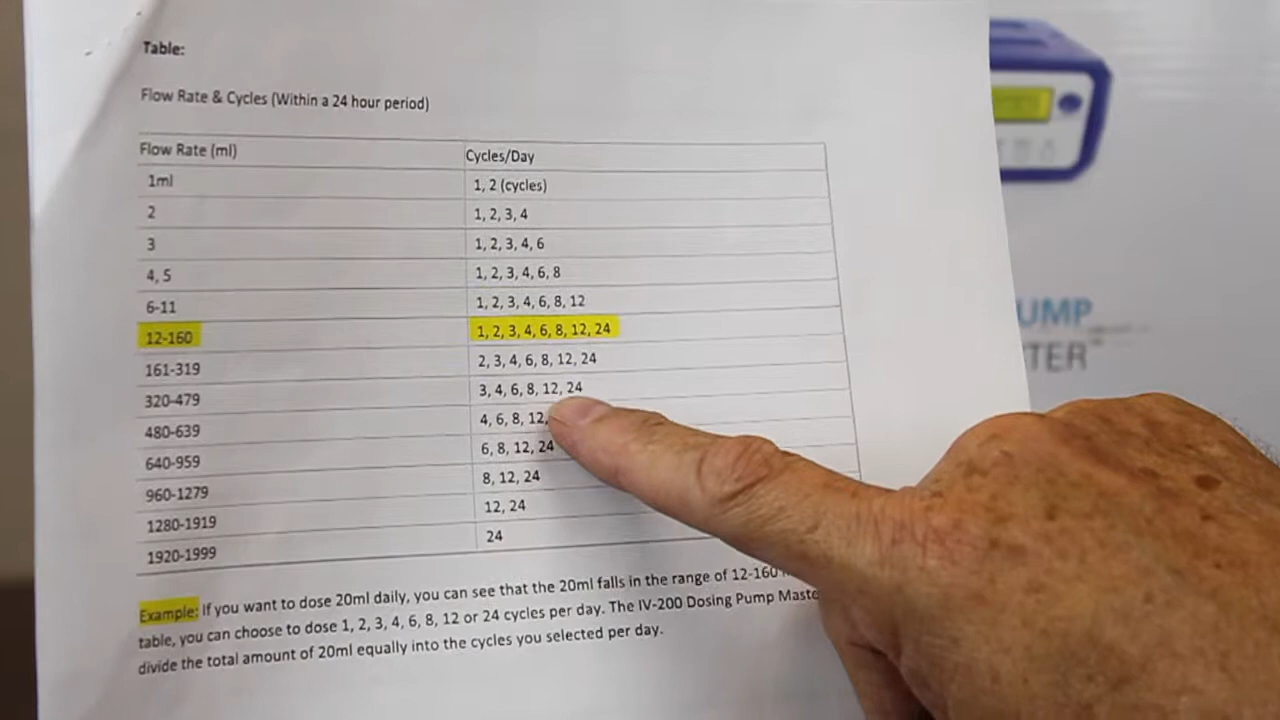 Table:
Flow Rate & Cycles (Within a 24 hour period)
Flow Rate (ml) Cycles/Day
1ml 1, 2 (cycles)
2 1, 2, 3, 4
3 1, 2, 3, 4, 6
4, 5 1, 2, 3, 4, 6, 8
6-11 1, 2, 3, 4, 6, 8, 12
12-160 1, 2, 3, 4, 6, 8, 12, 24
161-319 2, 3, 4, 6, 8, 12, 24
320-479 3, 4, 6, 8, 12, 24
480-639 4, 6, 8, 12,
640-959 6, 8, 12, 24
960-1279 8, 12, 24
1280-1919 12, 24
1920-1999 24
Example: If you want to dose 20ml daily, you can see that the 20ml falls in the range of 12-160
table, you can choose to dose 1, 2, 3, 4, 6, 8, 12 or 24 cycles per day. The IV-200 Dosing Pump Maste
divide the total amount of 20ml equally into the cycles you selected per day.
UMP
TER